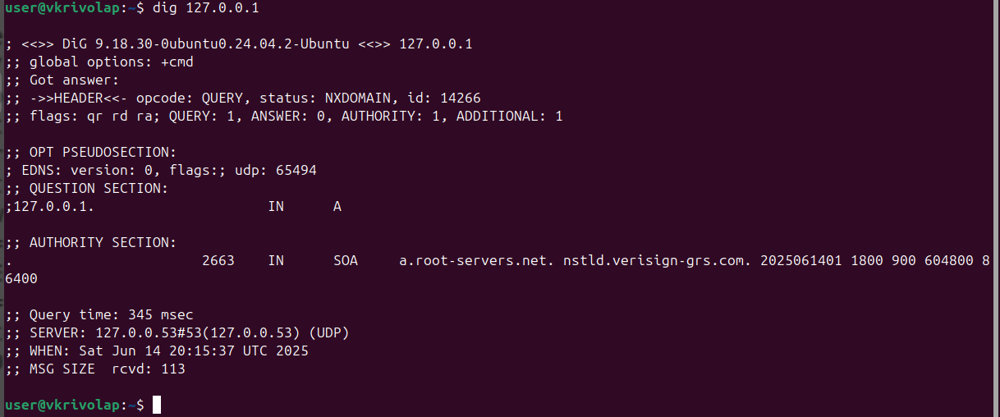 user@vkrivolap:~$ dig 127.0.0.1

; <<>> DiG 9.18.30-0ubuntu0.24.04.2-Ubuntu <<>> 127.0.0.1
;; global options: +cmd
;; Got answer:
;; ->>HEADER<<- opcode: QUERY, status: NXDOMAIN, id: 14266
;; flags: qr rd ra; QUERY: 1, ANSWER: 0, AUTHORITY: 1, ADDITIONAL: 1

;; OPT PSEUDOSECTION:
; EDNS: version: 0, flags:; udp: 65494
;; QUESTION SECTION:
;127.0.0.1.                     IN      A

;; AUTHORITY SECTION:
.                       2663    IN      SOA     a.root-servers.net. nstld.verisign-grs.com. 2025061401 1800 900 604800 8
6400

;; Query time: 345 msec
;; SERVER: 127.0.0.53#53(127.0.0.53) (UDP)
;; WHEN: Sat Jun 14 20:15:37 UTC 2025
;; MSG SIZE  rcvd: 113

user@vkrivolap:~$